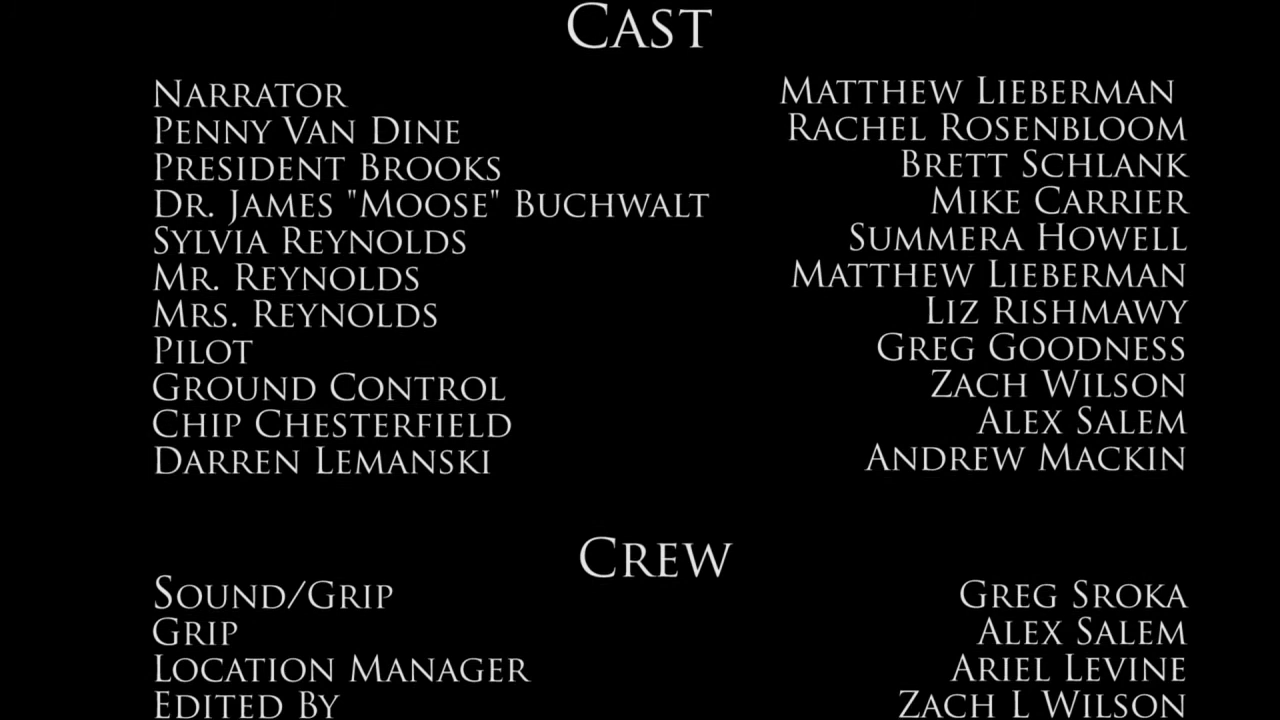 Cast
Narrator Matthew Lieberman
Penny Van Dine Rachel Rosenbloom
President Brooks Brett Schlank
Dr. James "Moose" Buchwalt Mike Carrier
Sylvia Reynolds Summera Howell
Mr. Reynolds Matthew Lieberman
Mrs. Reynolds Liz Rishmawy
Pilot Greg Goodness
Ground Control Zach Wilson
Chip Chesterfield Alex Salem
Darren Lemanski Andrew Mackin
Crew
Sound/Grip Greg Sroka
Grip Alex Salem
Location Manager Ariel Levine
Edited By Zach L Wilson